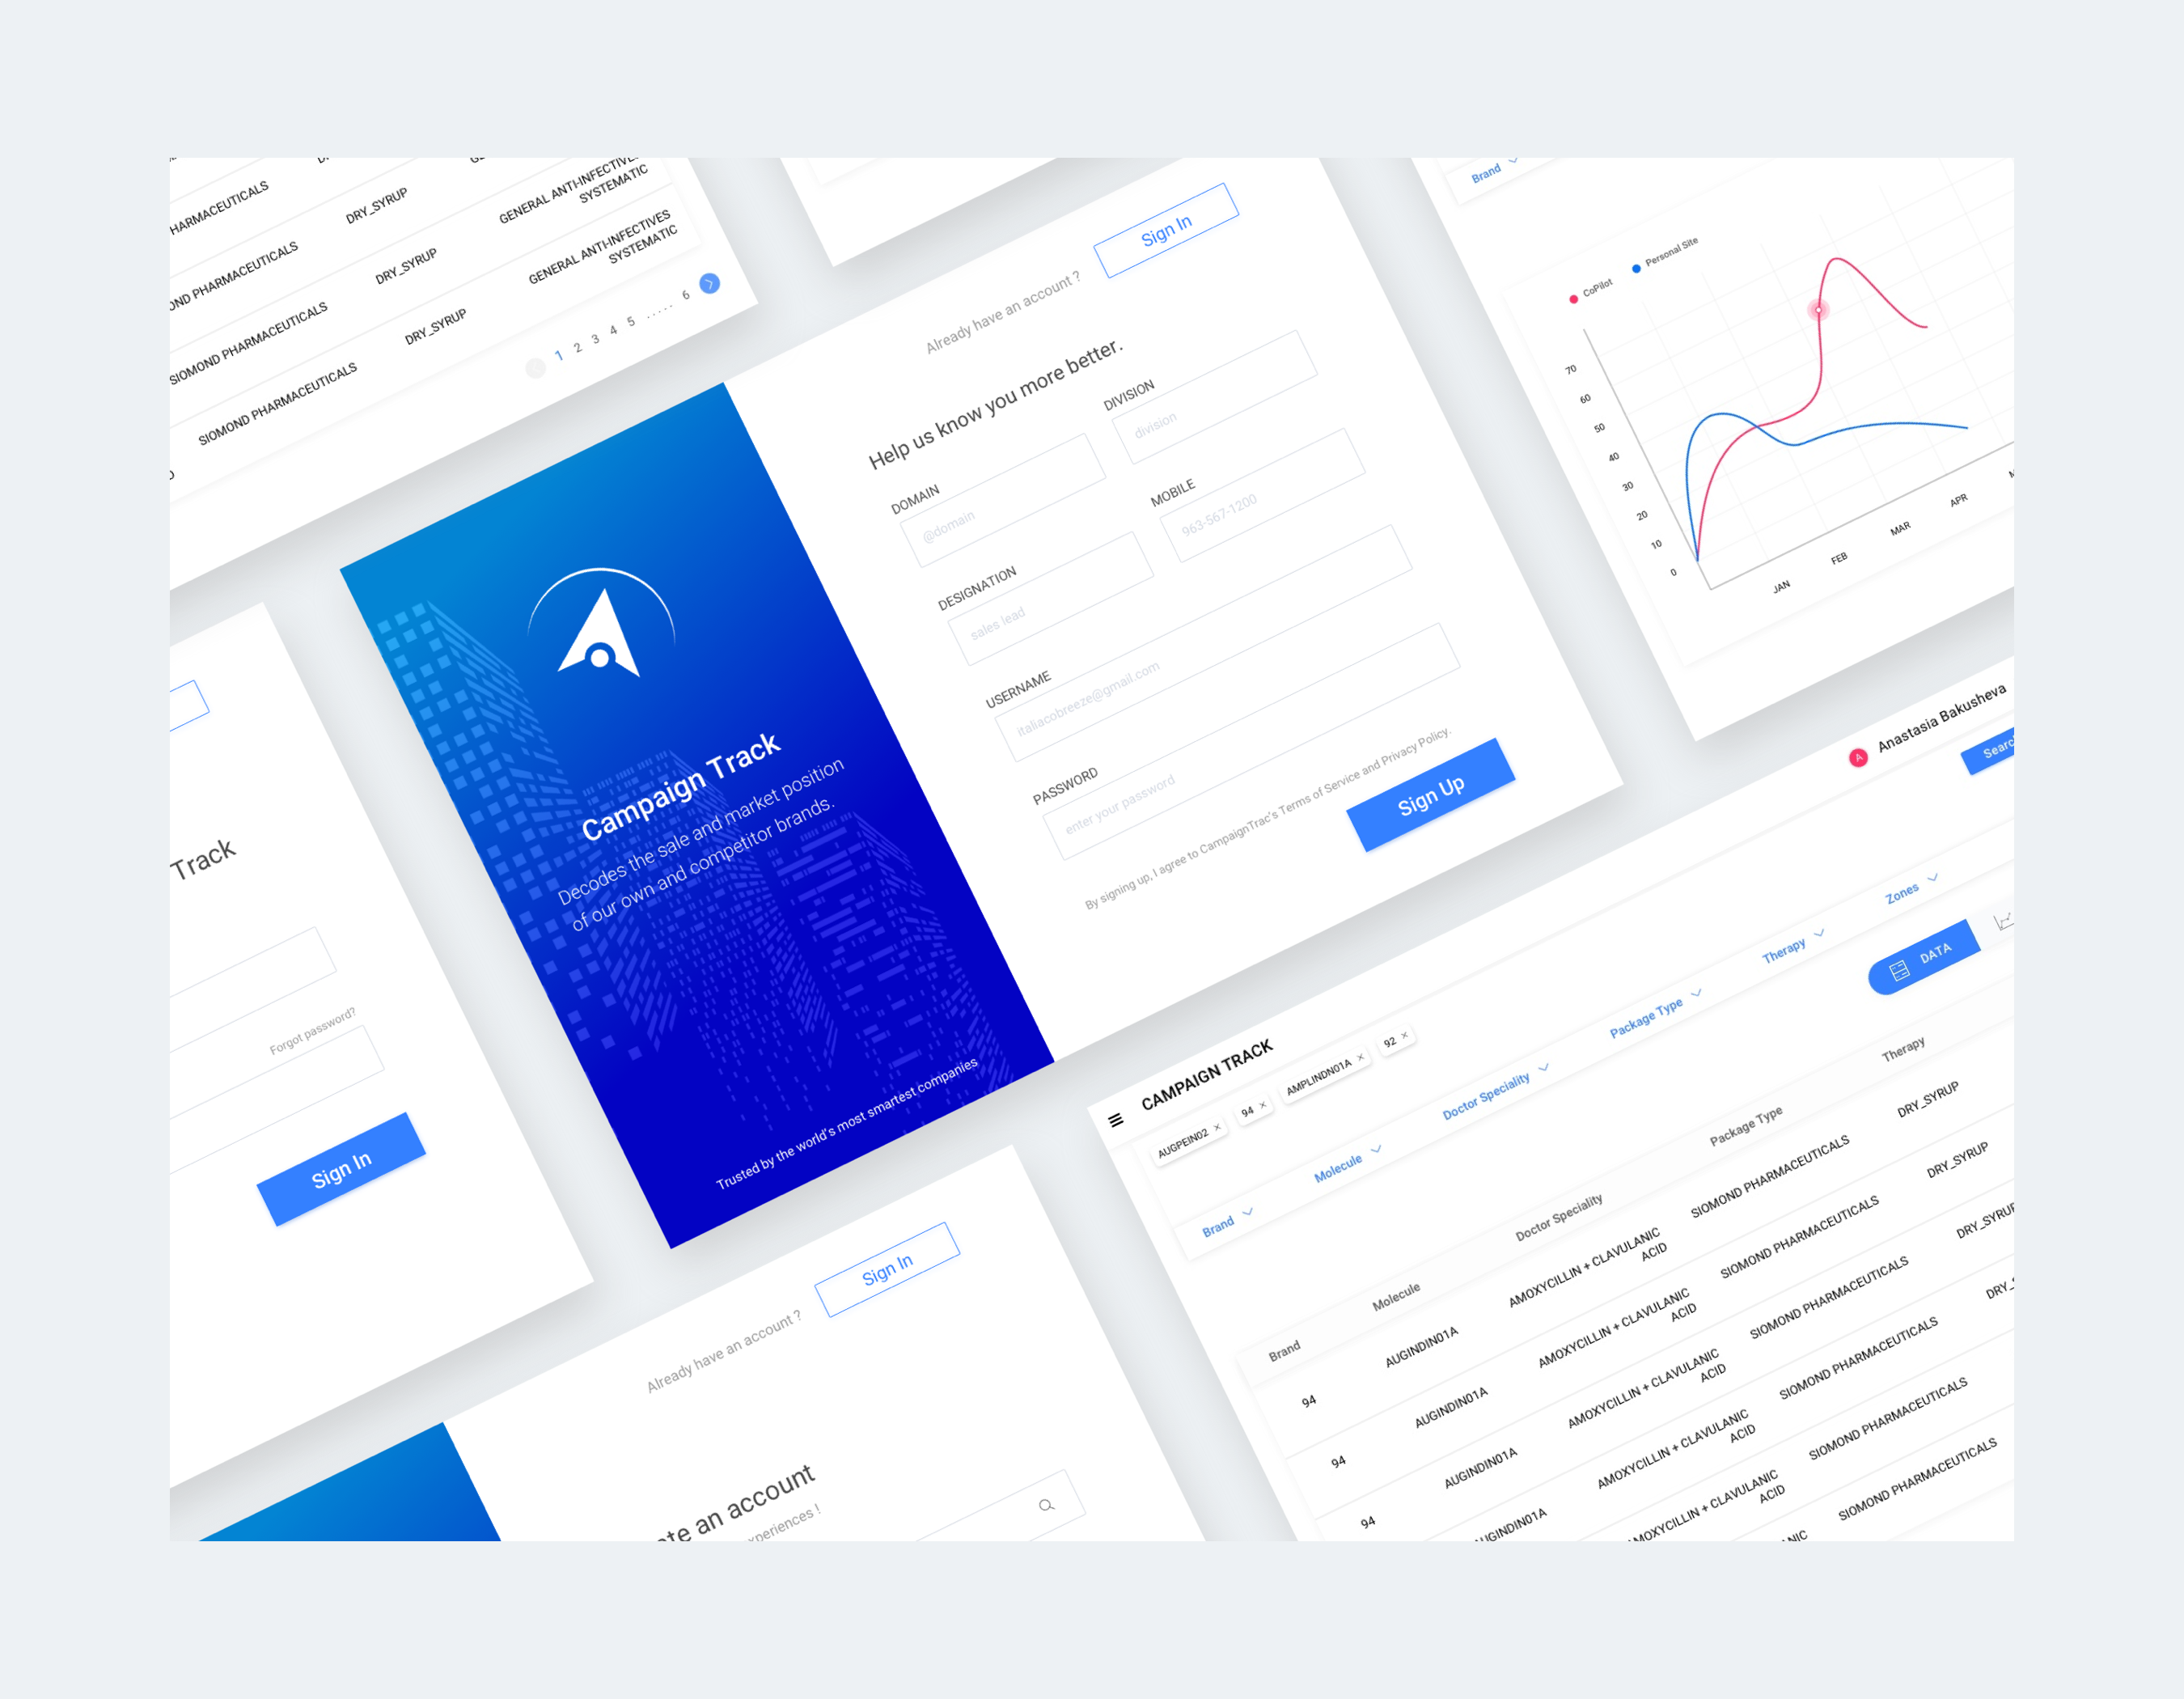 HARMACEUTICALS
DRY_SYRUP
GENERAL ANTI-INFECTIVE
SYSTEMATIC
OND PHARMACEUTICALS
DRY_SYRUP
GENERAL ANTI-INFECTIVES
SYSTEMATIC
SIOMOND PHARMACEUTICALS
DRY_SYRUP
SIOMOND PHARMACEUTICALS
1 2 3 4 5 ..... 6
Already have an account ?
Sign In
Help us know you more better.
DOMAIN
@domain
DIVISION
division
DESIGNATION
sales lead
MOBILE
963-567-1200
USERNAME
italiacobreeze@gmail.com
PASSWORD
enter your password
By signing up, I agree to CampaignTrac's Terms of Service and Privacy Policy.
Sign Up
Campaign Track
Decodes the sale and market position
of our own and competitor brands.
Trusted by the world's most smartest companies
Brand
CoPilot
Personal Site
70
60
50
40
30
20
10
0
JAN
FEB
MAR
APR
Track
Forgot password?
Sign In
Already have an account ?
Sign In
ate an account
xperiences !
A
Anastasia Bakusheva
Searc
CAMPAIGN TRACK
AUGPEIN02 ×
94 ×
AMPLINDN01A ×
92 ×
Brand
Molecule
Doctor Speciality
Package Type
Therapy
Zones
DATA
Brand
Molecule
Doctor Speciality
Package Type
Therapy
94
AUGINDIN01A
AMOXYCILLIN + CLAVULANIC
ACID
SIOMOND PHARMACEUTICALS
DRY_SYRUP
94
AUGINDIN01A
AMOXYCILLIN + CLAVULANIC
ACID
SIOMOND PHARMACEUTICALS
DRY_SYRUP
94
AUGINDIN01A
AMOXYCILLIN + CLAVULANIC
ACID
SIOMOND PHARMACEUTICALS
DRY_SYRUP
UGINDIN01A
AMOXYCILLIN + CLAVULANIC
ACID
SIOMOND PHARMACEUTICALS
DRY_
MOXYCILLIN + CLAVULANIC
ACID
SIOMOND PHARMACEUTICALS
NIC
SIOMOND PHARMACEUTICALS